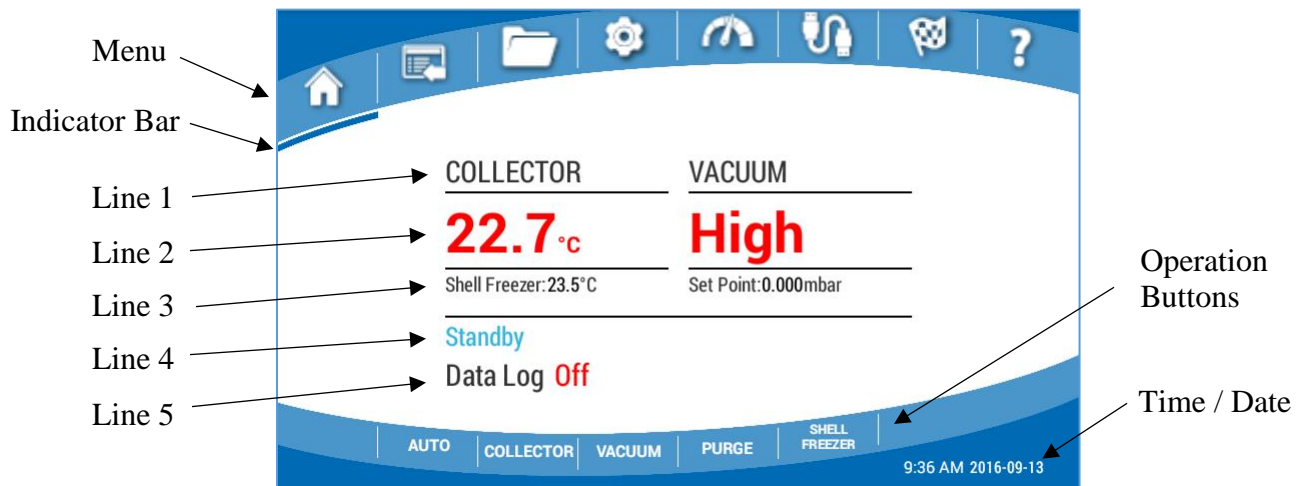 Menu
Indicator Bar
Line 1
Line 2
Line 3
Line 4
Line 5
?
COLLECTOR VACUUM
22.7°C High
Shell Freezer:23.5°C Set Point:0.000mbar
Standby
Data Log Off
Operation
Buttons
Time / Date
AUTO COLLECTOR VACUUM PURGE SHELL FREEZER
9:36 AM 2016-09-13